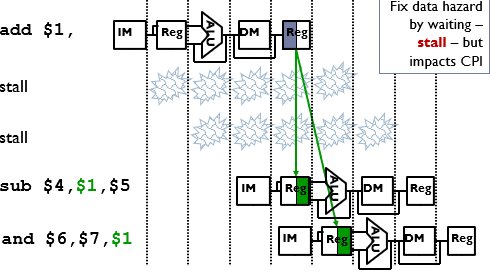 Fix data hazard
by waiting –
stall – but
impacts CPI
add $1,
IM Reg ALU DM Reg
stall
stall
sub $4,$1,$5
IM Reg ALU DM Reg
and $6,$7,$1
IM Reg ALU DM Reg